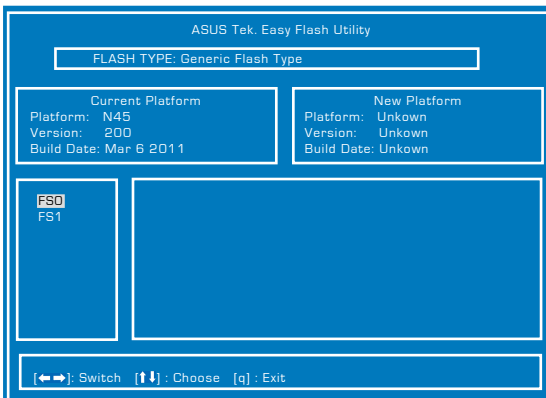 ASUS Tek. Easy Flash Utility
FLASH TYPE: Generic Flash Type
Current Platform
Platform: N45
Version: 200
Build Date: Mar 6 2011
New Platform
Platform: Unkown
Version: Unkown
Build Date: Unkown
FS0
FS1
[←→]: Switch [↑↓] : Choose [q] : Exit